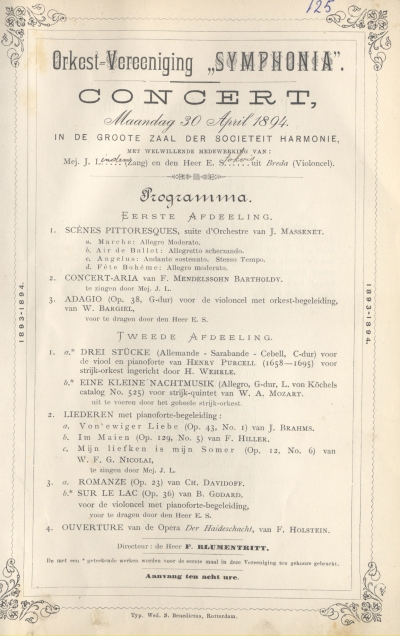 125
Orkest-Vereeniging „SYMPHONIA”.
CONCERT,
Maandag 30 April 1894.
IN DE GROOTE ZAAL DER SOCIETEIT HARMONIE,
MET WELWILLENDE MEDEWERKING VAN:
Mej. J. L..... (Zang) en den Heer E. S..... uit Breda (Violoncel).
Programma.
EERSTE AFDEELING.
1. SCÈNES PITTORESQUES, suite d'Orchestre van J. MASSENET.
a. Marche: Allegro Moderato.
b. Air de Ballet: Allegretto scherzando.
c. Angelus: Andante sostenuto. Stesso Tempo.
d. Fête Bohème: Allegro moderato.
2. CONCERT-ARIA van F. MENDELSSOHN BARTHOLDY.
te zingen door Mej. J. L.
3. ADAGIO (Op. 38, G-dur) voor de violoncel met orkest-begeleiding,
van W. BARGIEL,
voor te dragen door den Heer E. S.
TWEEDE AFDEELING.
1. a.* DREI STÜCKE (Allemande - Sarabande - Cebell, C-dur) voor
de viool en pianoforte van HENRY PURCELL (1658—1695) voor
strijk-orkest ingericht door H. WEHRLE.
b.* EINE KLEINE NACHTMUSIK (Allegro, G-dur, L. von Köchels
catalog No. 525) voor strijk-quintet van W. A. MOZART.
uit te voeren door het geheele strijk-orkest.
2. LIEDEREN met pianoforte-begeleiding:
a. Von ewiger Liebe (Op. 43, No. 1) van J. BRAHMS.
b. Im Maien (Op. 129, No. 5) van F. HILLER.
c. Mijn liefken is mijn Somer (Op. 12, No. 6) van
W. F. G. NICOLAI,
te zingen door Mej. J. L.
3. a. ROMANZE (Op. 23) van CH. DAVIDOFF.
b.* SUR LE LAC (Op. 36) van B. GODARD,
voor de violoncel met pianoforte-begeleiding,
voor te dragen door den Heer E. S.
4. OUVERTURE van de Opera Der Haideschacht, van F. HOLSTEIN.
Directeur: de Heer F. BLUMENTRITT.
De met een * geteekende werken worden voor de eerste maal in deze Vereeniging ten gehoore gebracht.
Aanvang ten acht ure.
1893-1894.
1893-1894.
Typ. Wed. S. Benedictus, Rotterdam.